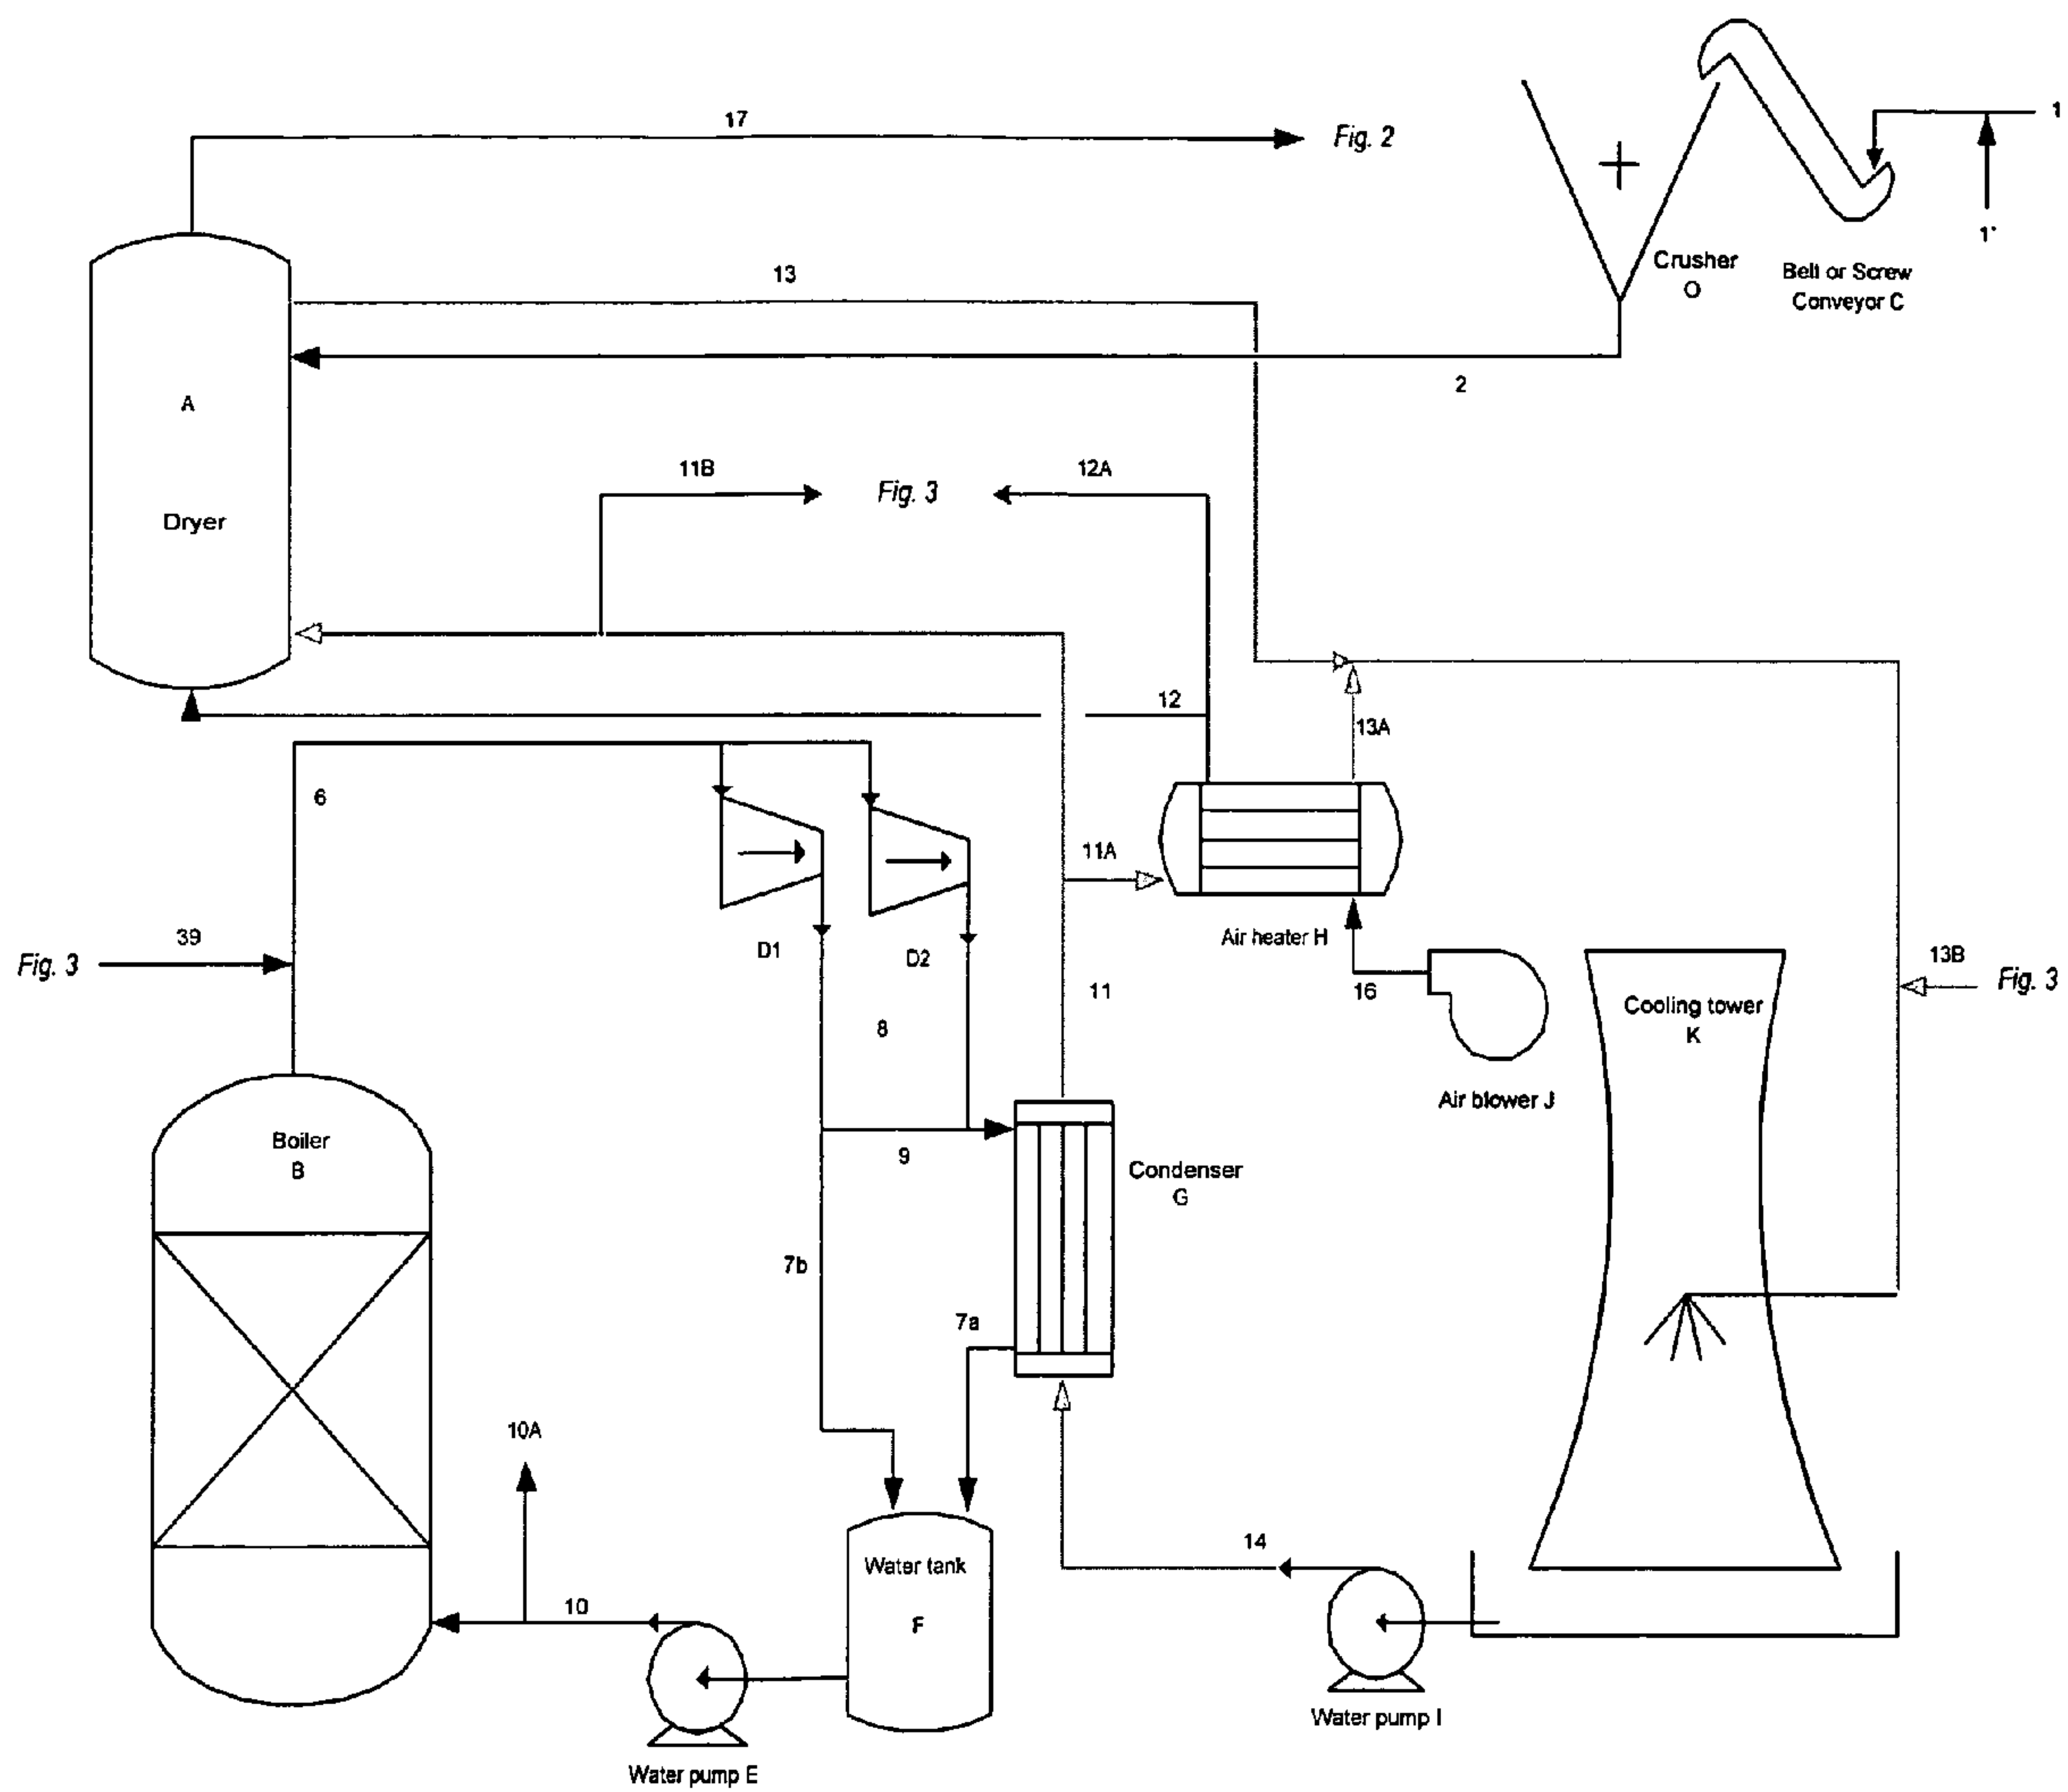 17
Fig. 2
1
1'
Crusher
O
Belt or Screw
Conveyor C
13
2
A
Dryer
11B
Fig. 3
12A
12
13A
6
11A
39
Fig. 3
D1
D2
Air heater H
16
11
8
13B
Fig. 3
Cooling tower
K
Air blower J
Boiler
B
9
Condenser
G
7b
7a
10A
14
Water tank
F
10
Water pump I
Water pump E